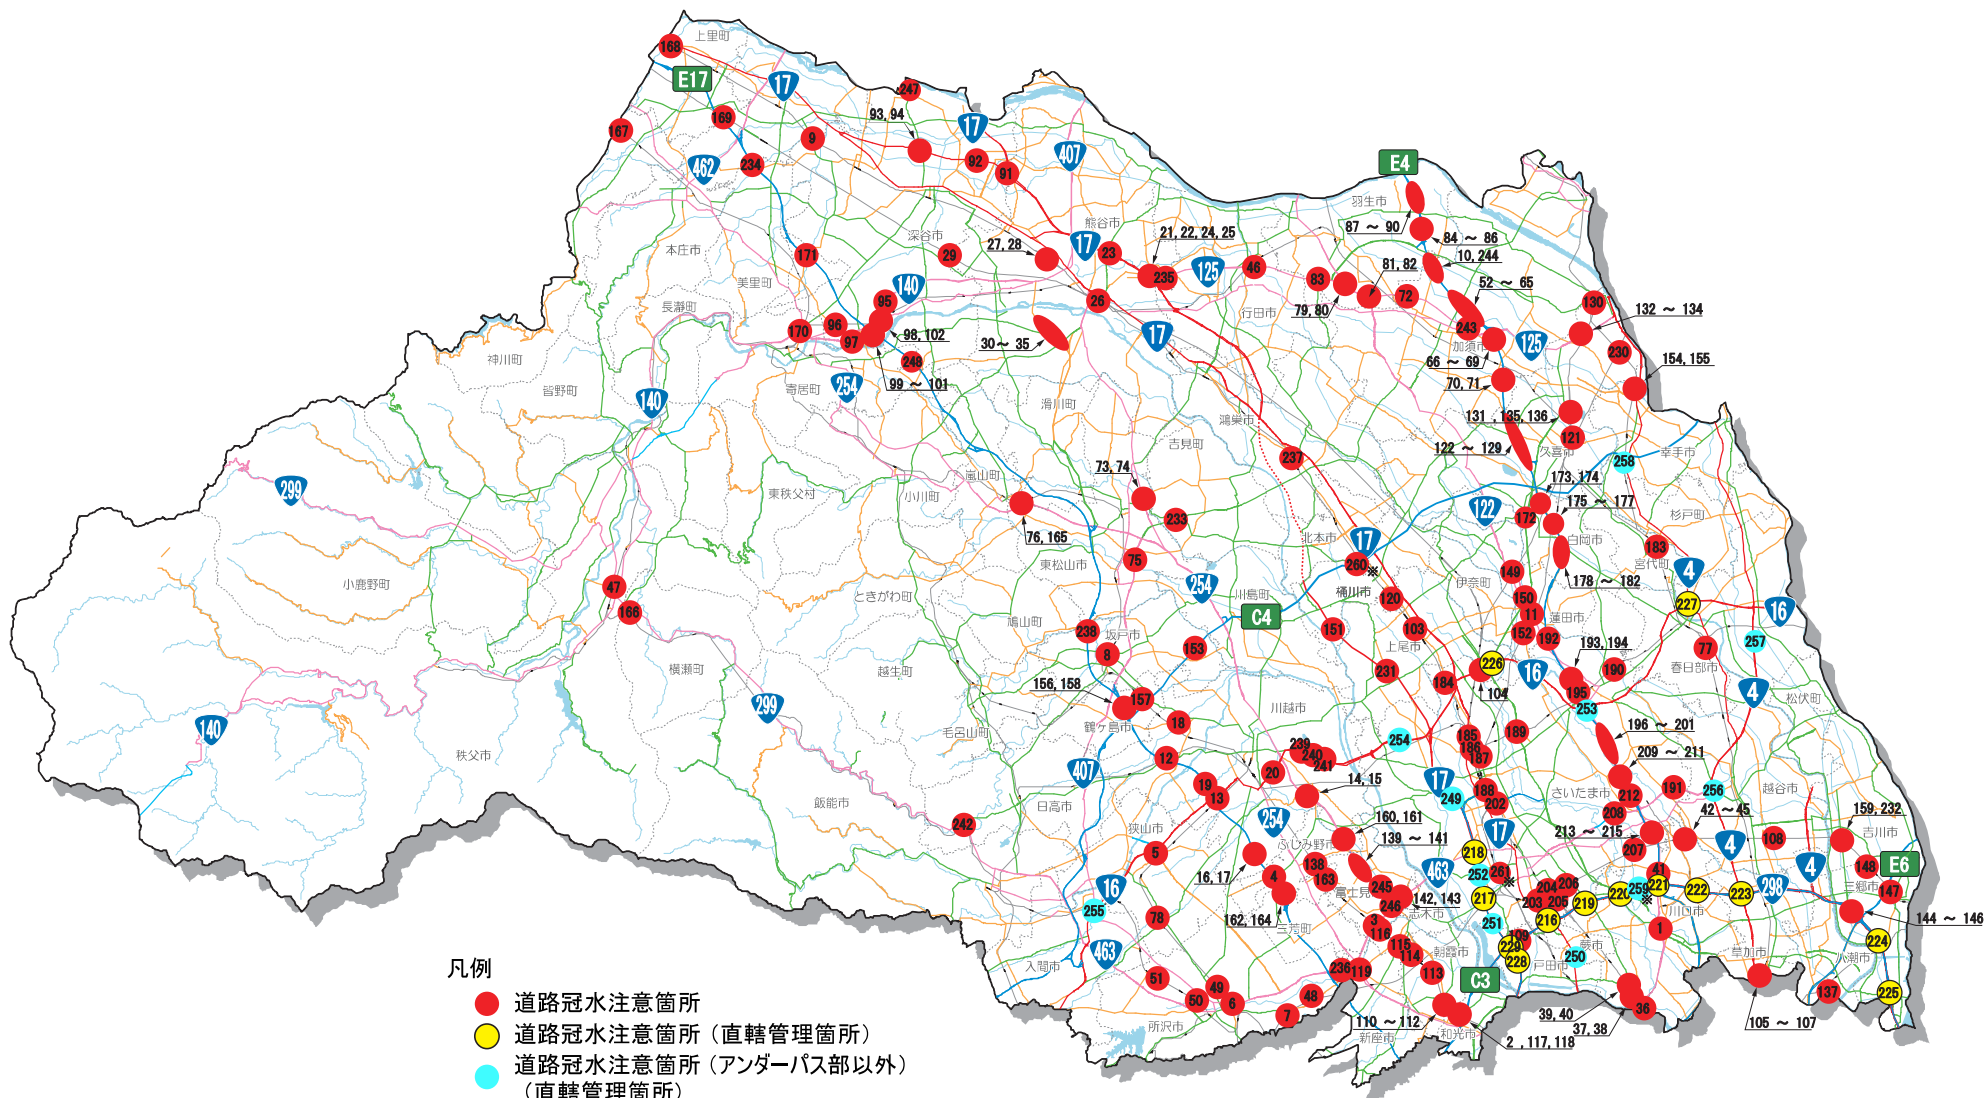 上里町
168
E17
17
247
93, 94
167
169
9
17
92
91
407
462
234
E4
羽生市
87 ～ 90
84 ～ 86
10, 244
熊谷市
深谷市
本庄市
171
29
27, 28
17
23
21, 22, 24, 25
235
125
46
83
81, 82
72
79, 80
52 ～ 65
130
132 ～ 134
美里町
長瀞町
140
95
26
行田市
243
加須市
125
230
154, 155
170
96
97
98, 102
17
30～ 35
66 ～ 69
神川町
皆野町
248
99 ～ 101
寄居町
254
70, 71
140
滑川町
鴻巣市
吉見町
131 , 135, 136
121
122 ～ 129
久喜市
幸手市
258
237
73, 74
嵐山町
小川町
東秩父村
299
173, 174
175 ～ 177
122
172
233
杉戸町
76, 165
北本市
17
白岡市
183
宮代町
75
東松山市
260
※
149
伊奈町
178 ～ 182
4
小鹿野町
47
166
254
川島町
桶川市
120
150
227
16
ときがわ町
C4
11
蓮田市
鳩山町
238
坂戸市
151
103
152
192
193, 194
77
257
8
153
上尾市
横瀬町
越生町
226
190
春日部市
231
184
104
16
195
4
松伏町
156, 158
157
299
川越市
253
140
鶴ヶ島市
18
毛呂山町
254
185
189
196 ～ 201
秩父市
239
240
241
186
187
209 ～ 211
12
407
20
17
14, 15
19
13
249
188
202
さいたま市
212
191
256
越谷市
飯能市
日高市
208
42 ～45
159, 232
242
狭山市
254
160, 161
17
213 ～ 215
吉川市
ふじみ野市
139 ～ 141
218
207
4
108
5
16, 17
138
163
463
252
261
※
4
148
E6
三郷市
16
4
富士見
245
204
206
41
259
※
221
222
223
298
147
255
246
142, 143
217
203
205
219
220
162, 164
志木市
78
3
116
251
216
川口市
1
144 ～ 146
三芳町
463
115
114
朝霞市
109
229
228
蕨市
250
224
入間市
236
119
113
戸田市
草加市
八潮市
凡例
51
C3
50
49
6
48
36
137
225
道路冠水注意箇所
7
39, 40
37, 38
105 ～ 107
所沢市
110 ～ 112
和光市
道路冠水注意箇所（直轄管理箇所）
新座市
2 , 117, 118
道路冠水注意箇所（アンダーパス部以外）
（直轄管理箇所）